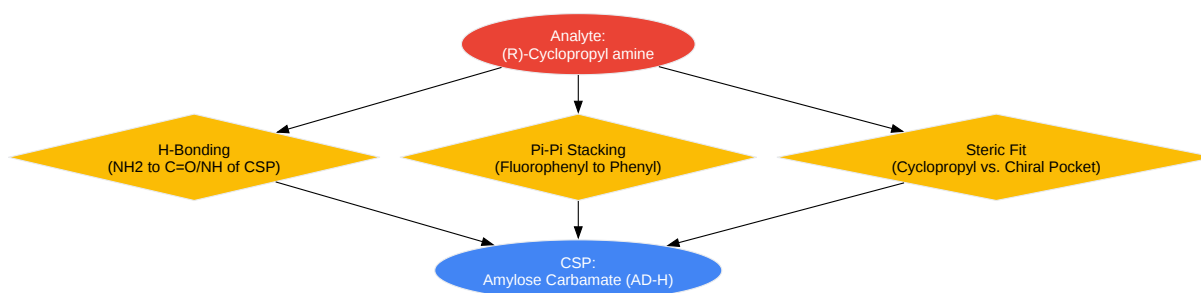 Analyte:
(R)-Cyclopropyl amine
H-Bonding
(NH2 to C=O/NH of CSP)
Pi-Pi Stacking
(Fluorophenyl to Phenyl)
Steric Fit
(Cyclopropyl vs. Chiral Pocket)
CSP:
Amylose Carbamate (AD-H)